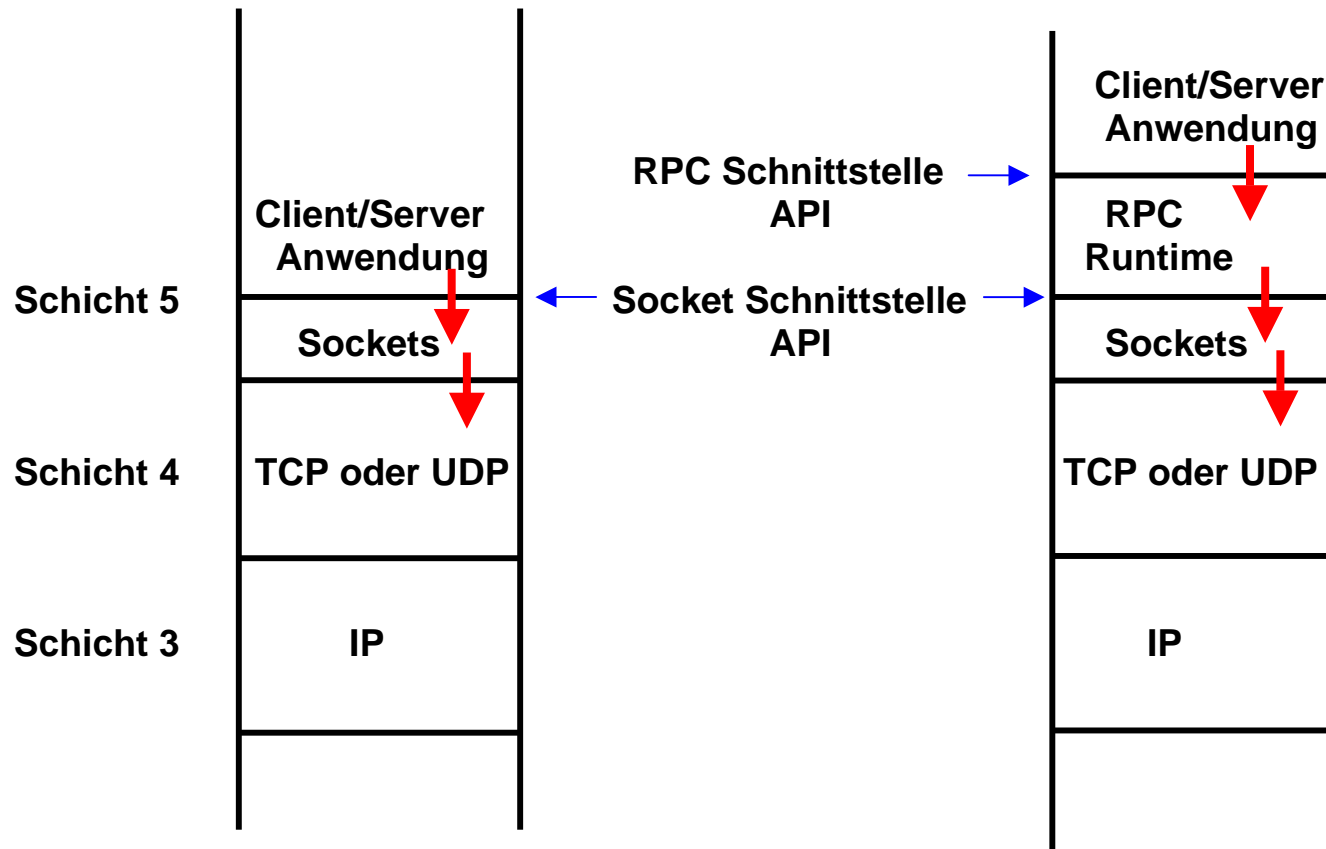 Client/Server
Anwendung
RPC Schnittstelle
API
Client/Server
Anwendung
RPC
Runtime
Schicht 5
Socket Schnittstelle
API
Sockets
Sockets
Schicht 4
TCP oder UDP
TCP oder UDP
Schicht 3
IP
IP